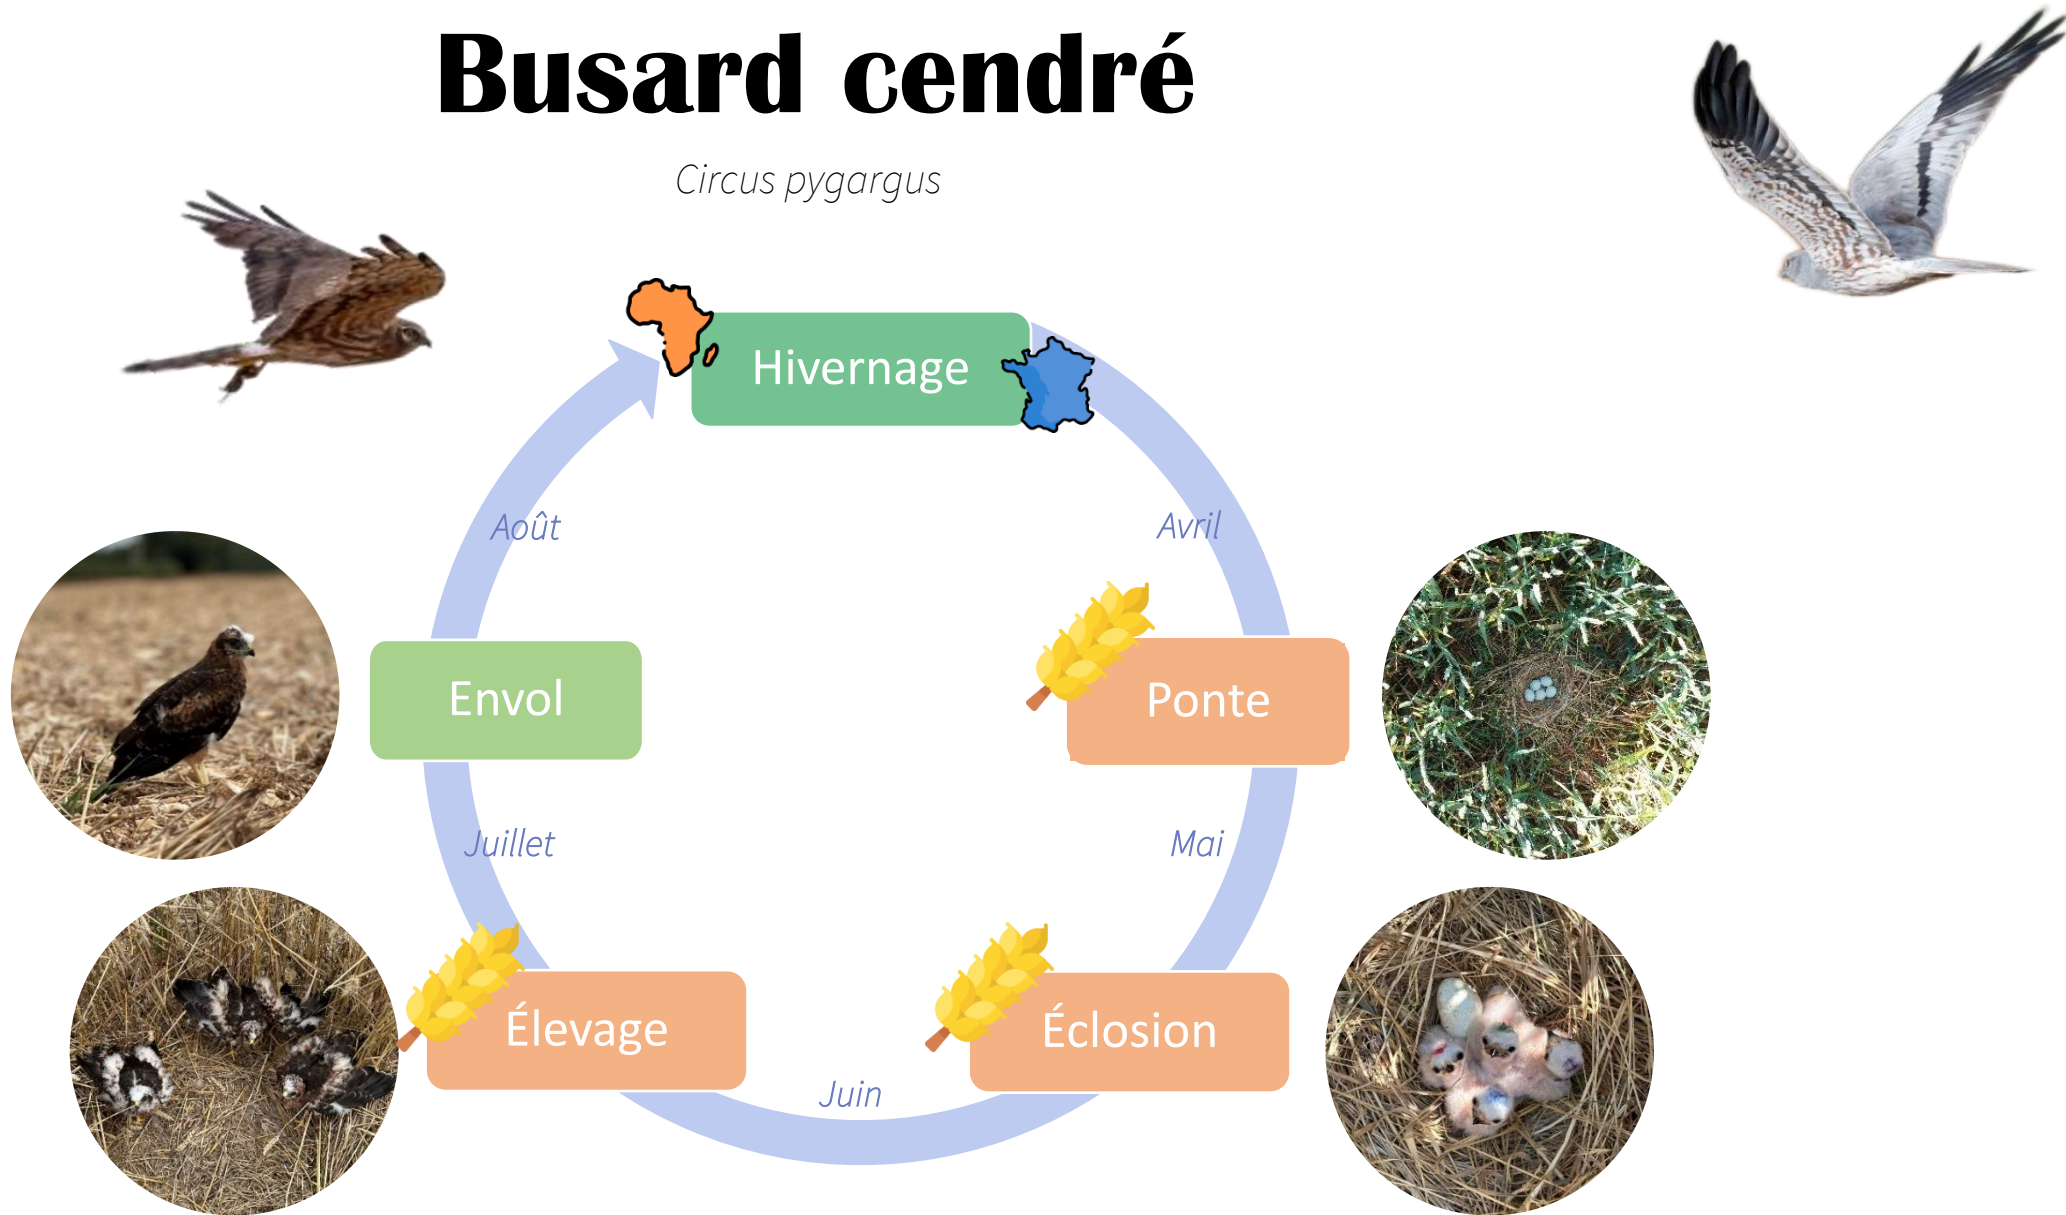 Busard cendré
Circus pygargus
Hivernage
Avril
Ponte
Mai
Éclosion
Juin
Élevage
Juillet
Envol
Août